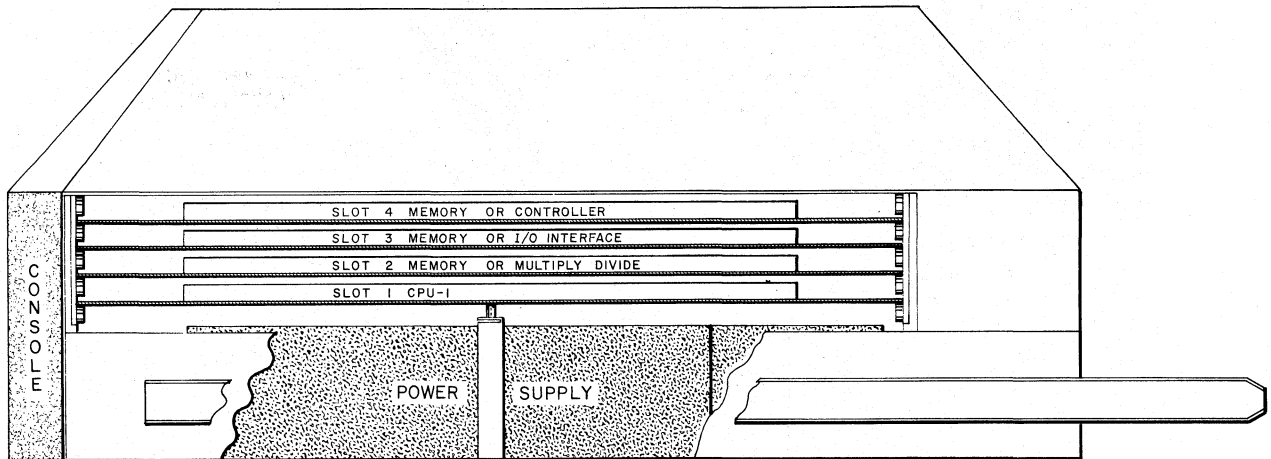 SLOT 4 MEMORY OR CONTROLLER
SLOT 3 MEMORY OR I/O INTERFACE
SLOT 2 MEMORY OR MULTIPLY DIVIDE
SLOT 1 CPU-1
CONSOLE
POWER SUPPLY